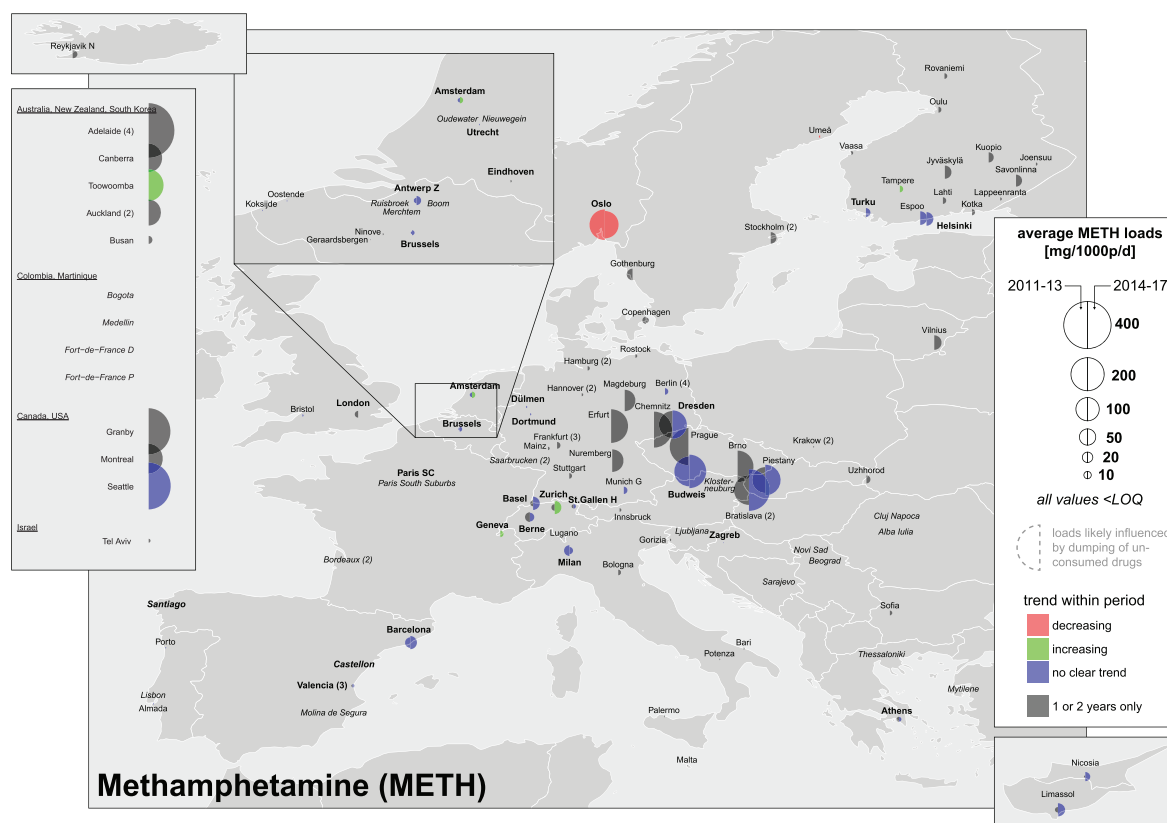 Reykjavik N
Australia, New Zealand, South Korea
Adelaide (4)
Canberra
Toowoomba
Auckland (2)
Busan
Colombia, Martinique
Bogota
Medellin
Fort−de−France D
Fort−de−France P
Canada, USA
Granby
Montreal
Seattle
Israel
Tel Aviv
Amsterdam
Oudewater Nieuwegein
Utrecht
Eindhoven
Antwerp Z
Oostende
Koksijde
Ruisbroek Boom
Merchtem
Ninove
Geraardsbergen
Brussels
Rovaniemi
Oulu
Umeå
Vaasa
Kuopio
Joensuu
Jyväskylä
Savonlinna
Tampere
Lahti
Lappeenranta
Turku
Espoo
Kotka
Helsinki
Oslo
Stockholm (2)
Gothenburg
Copenhagen
Vilnius
Rostock
Hamburg (2)
Hannover (2)
Magdeburg
Berlin (4)
Amsterdam
Dülmen
Bristol
London
Erfurt
Chemnitz
Dresden
Brussels
Dortmund
Frankfurt (3)
Mainz
Prague
Brno
Krakow (2)
Saarbrucken (2)
Nuremberg
Piestany
Stuttgart
Uzhhorod
Paris SC
Paris South Suburbs
Munich G
Kloster-
neuburg
Budweis
Basel
Zurich
St.Gallen H
Innsbruck
Bratislava (2)
Cluj Napoca
Geneva
Berne
Lugano
Gorizia
Ljubljana
Zagreb
Alba Iulia
Bordeaux (2)
Milan
Bologna
Novi Sad
Beograd
Sarajevo
Santiago
Sofia
Porto
Barcelona
Bari
Potenza
Thessaloniki
Castellon
Valencia (3)
Lisbon
Almada
Molina de Segura
Mytilene
Palermo
Athens
Malta
Methamphetamine (METH)
average METH loads
[mg/1000p/d]
2011-13 2014-17
400
200
100
50
20
10
all values <LOQ
loads likely influenced
by dumping of un-
consumed drugs
trend within period
decreasing
increasing
no clear trend
1 or 2 years only
Nicosia
Limassol